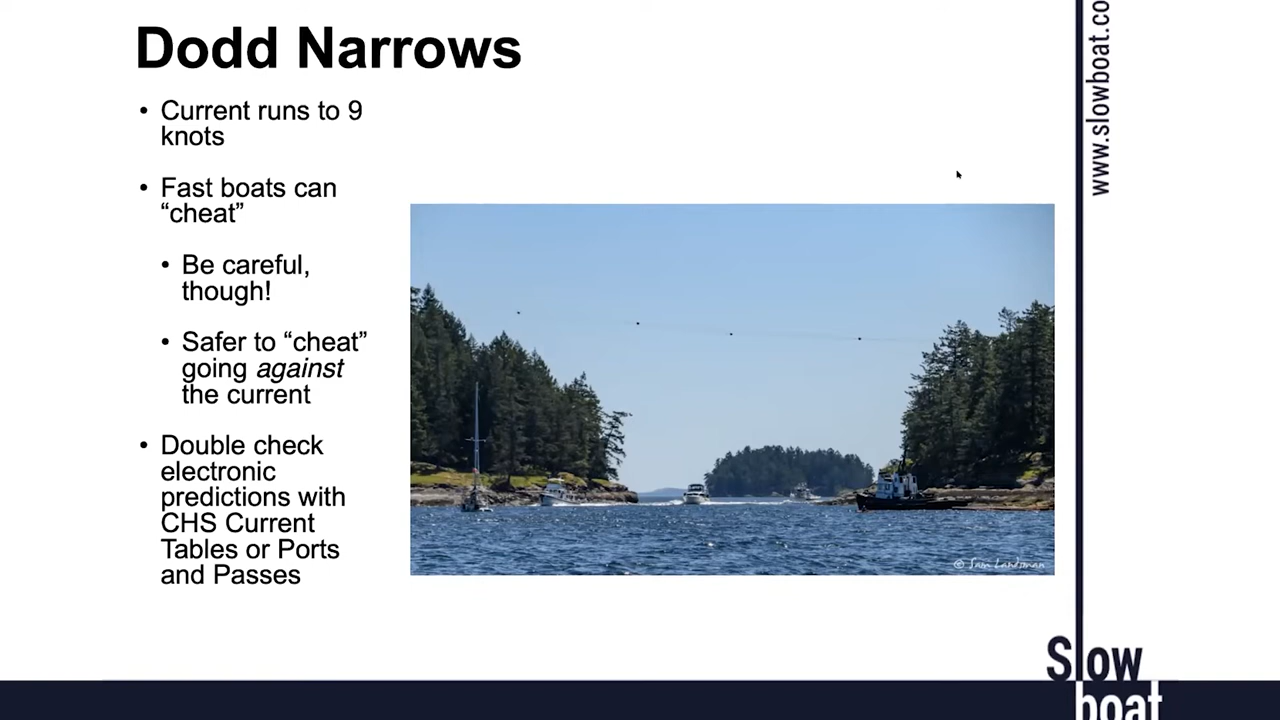 Dodd Narrows
• Current runs to 9
knots
• Fast boats can
“cheat”
• Be careful,
though!
• Safer to “cheat”
going against
the current
• Double check
electronic
predictions with
CHS Current
Tables or Ports
and Passes
© Sam Landsman
www.slowboat.co
Slow
boat